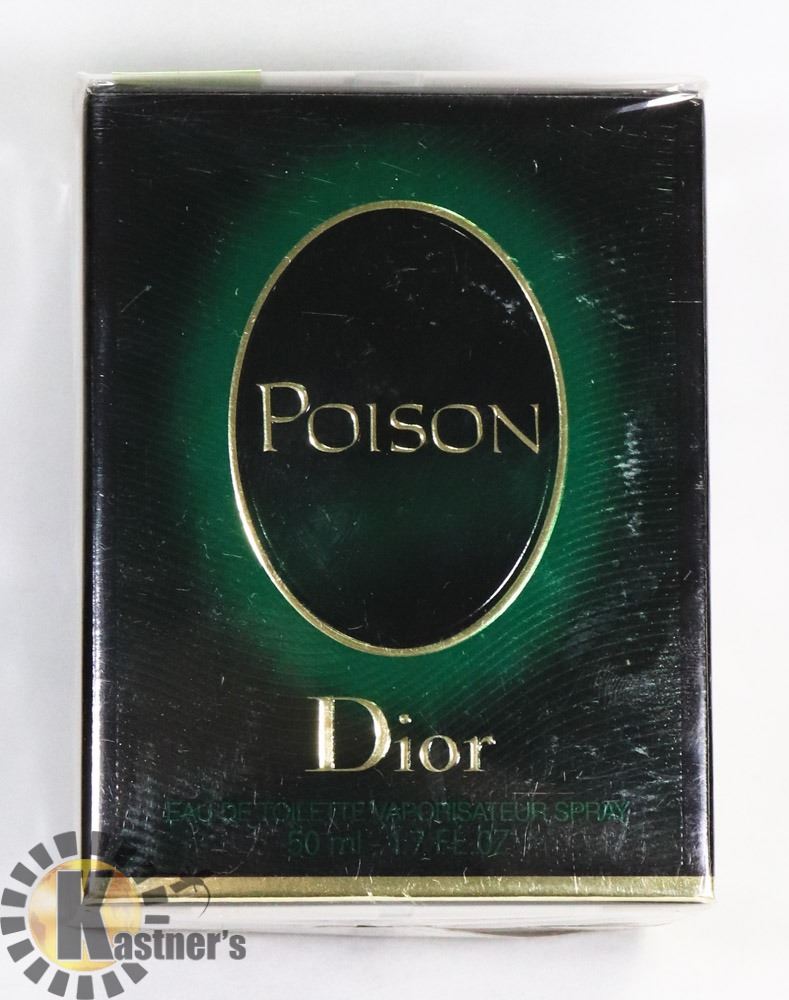 POISON
Dior
EAU DE TOILETTE VAPORISATEUR SPRAY
50 ml - 1.7 FL.OZ
Kastner's